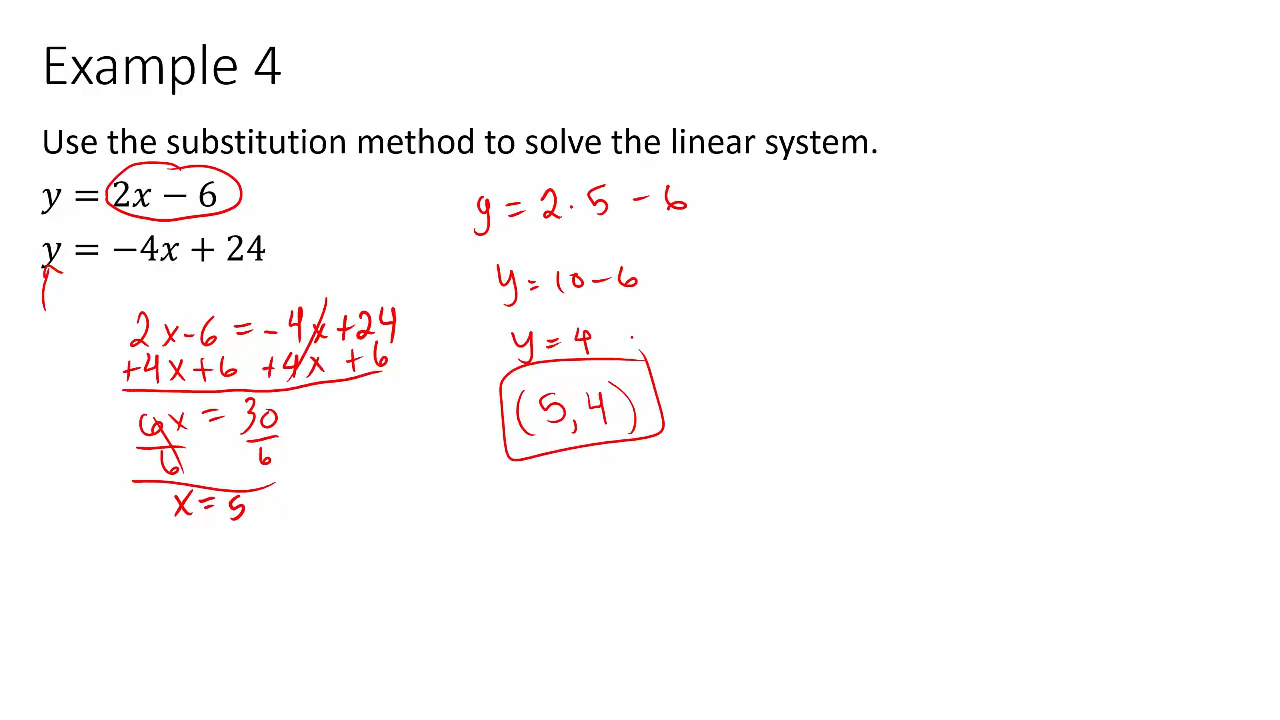 Example 4
Use the substitution method to solve the linear system.
y = 2x − 6
y = −4x + 24
2x-6 = -4x+24
+4x+6 +4x +6
6x = 30
6 6
x = 5
y = 2·5 - 6
y = 10-6
y = 4
(5,4)